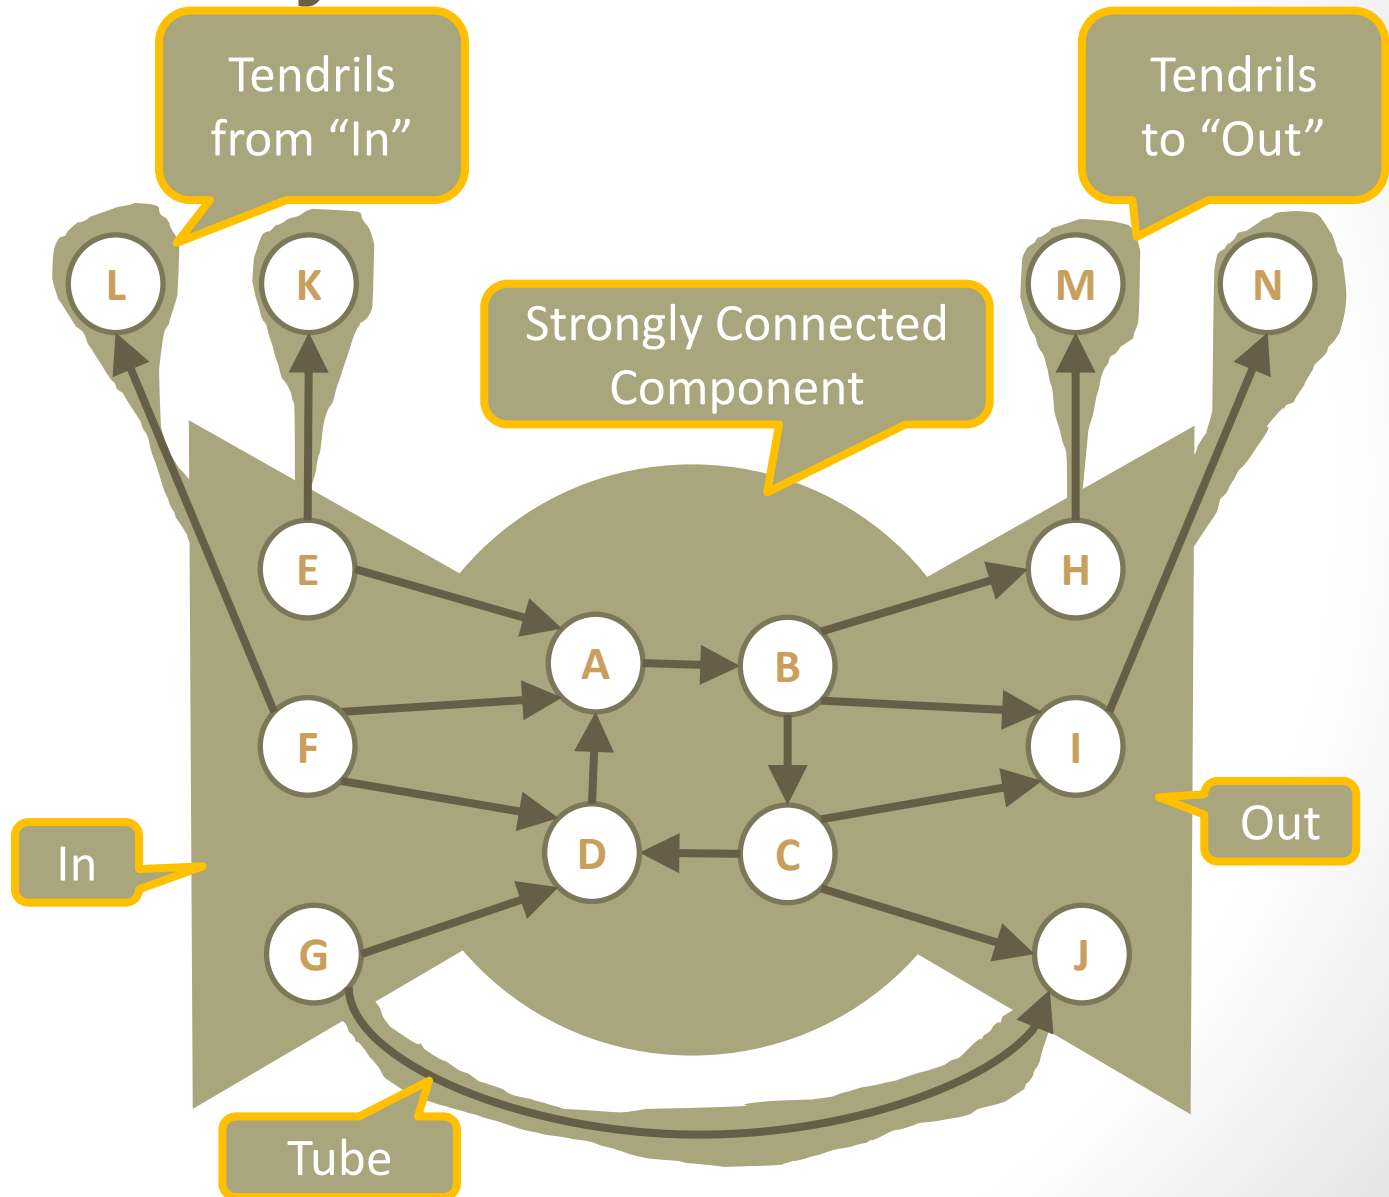 Tendrils
from “In”
Tendrils
to “Out”
L
K
M
N
Strongly Connected
Component
E
H
A
B
F
I
In
D
C
Out
G
J
Tube